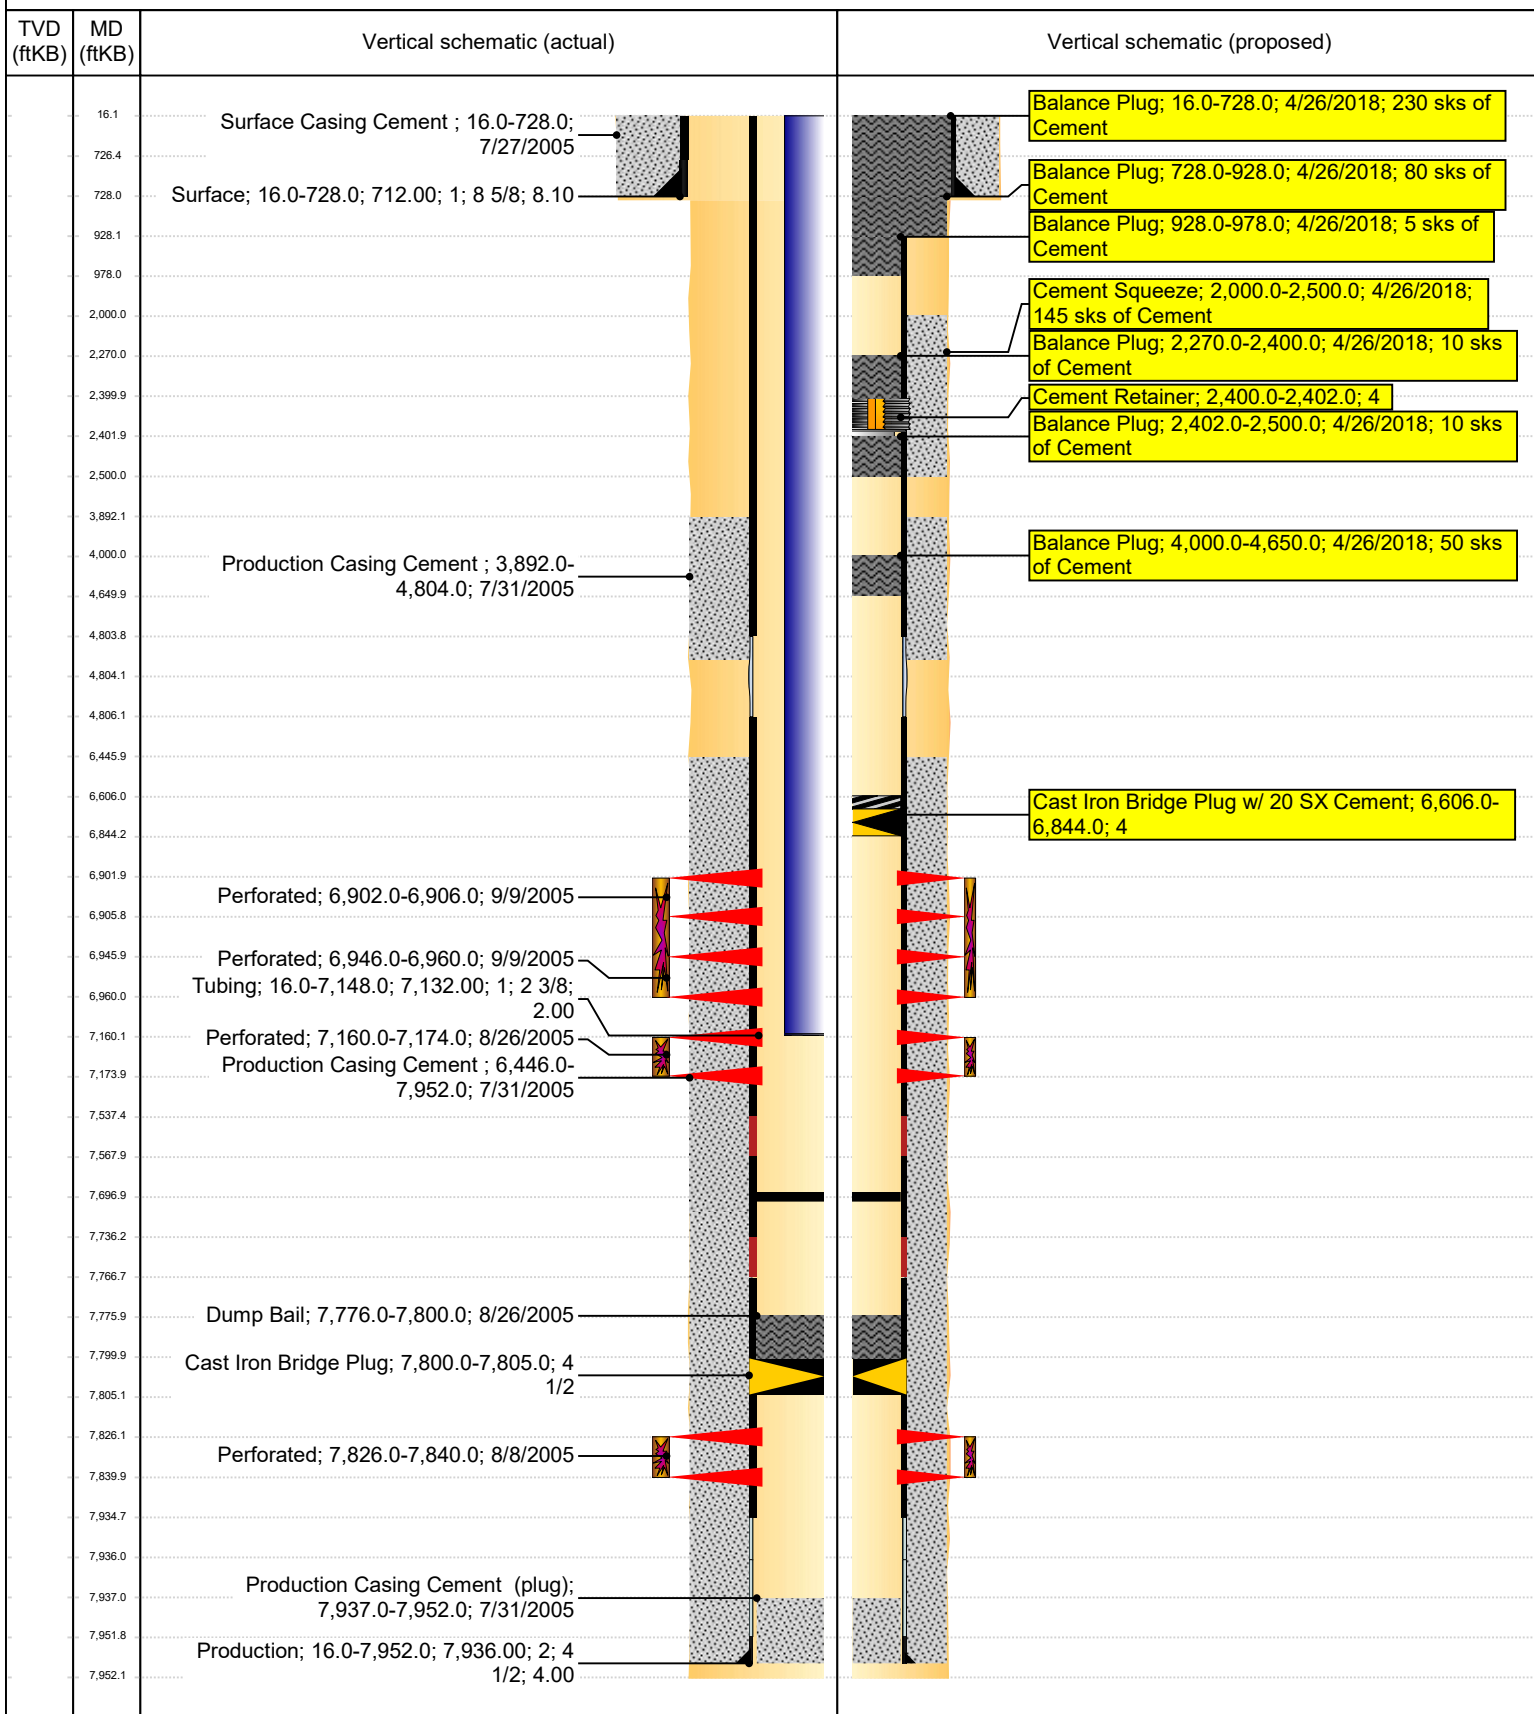 TVD
(ftKB)
MD
(ftKB)
Vertical schematic (actual)
Vertical schematic (proposed)
16.1
726.4
728.0
928.1
978.0
2,000.0
2,270.0
2,399.9
2,401.9
2,500.0
3,892.1
4,000.0
4,649.9
4,803.8
4,804.1
4,806.1
6,445.9
6,606.0
6,844.2
6,901.9
6,905.8
6,945.9
6,960.0
7,160.1
7,173.9
7,537.4
7,567.9
7,696.9
7,736.2
7,766.7
7,775.9
7,799.9
7,805.1
7,826.1
7,839.9
7,934.7
7,936.0
7,937.0
7,951.8
7,952.1
Surface Casing Cement ; 16.0-728.0;
7/27/2005
Surface; 16.0-728.0; 712.00; 1; 8 5/8; 8.10
Production Casing Cement ; 3,892.0-
4,804.0; 7/31/2005
Perforated; 6,902.0-6,906.0; 9/9/2005
Perforated; 6,946.0-6,960.0; 9/9/2005
Tubing; 16.0-7,148.0; 7,132.00; 1; 2 3/8;
2.00
Perforated; 7,160.0-7,174.0; 8/26/2005
Production Casing Cement ; 6,446.0-
7,952.0; 7/31/2005
Dump Bail; 7,776.0-7,800.0; 8/26/2005
Cast Iron Bridge Plug; 7,800.0-7,805.0; 4
1/2
Perforated; 7,826.0-7,840.0; 8/8/2005
Production Casing Cement (plug);
7,937.0-7,952.0; 7/31/2005
Production; 16.0-7,952.0; 7,936.00; 2; 4
1/2; 4.00
Balance Plug; 16.0-728.0; 4/26/2018; 230 sks of
Cement
Balance Plug; 728.0-928.0; 4/26/2018; 80 sks of
Cement
Balance Plug; 928.0-978.0; 4/26/2018; 5 sks of
Cement
Cement Squeeze; 2,000.0-2,500.0; 4/26/2018;
145 sks of Cement
Balance Plug; 2,270.0-2,400.0; 4/26/2018; 10 sks
of Cement
Cement Retainer; 2,400.0-2,402.0; 4
Balance Plug; 2,402.0-2,500.0; 4/26/2018; 10 sks
of Cement
Balance Plug; 4,000.0-4,650.0; 4/26/2018; 50 sks
of Cement
Cast Iron Bridge Plug w/ 20 SX Cement; 6,606.0-
6,844.0; 4